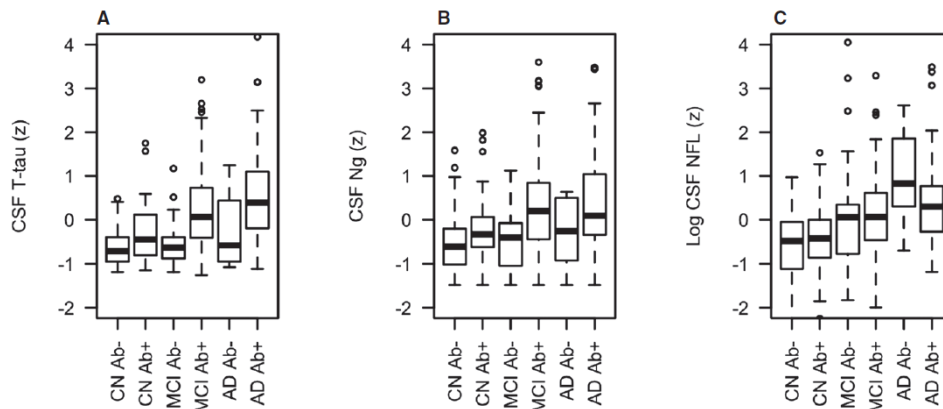 A
CSF T-tau (z)
4
3
2
1
0
-1
-2
CN Ab-
CN Ab+
MCI Ab-
MCI Ab+
AD Ab-
AD Ab+
B
CSF Ng (z)
4
3
2
1
0
-1
-2
CN Ab-
CN Ab+
MCI Ab-
MCI Ab+
AD Ab-
AD Ab+
C
Log CSF NFL (z)
4
3
2
1
0
-1
-2
CN Ab-
CN Ab+
MCI Ab-
MCI Ab+
AD Ab-
AD Ab+